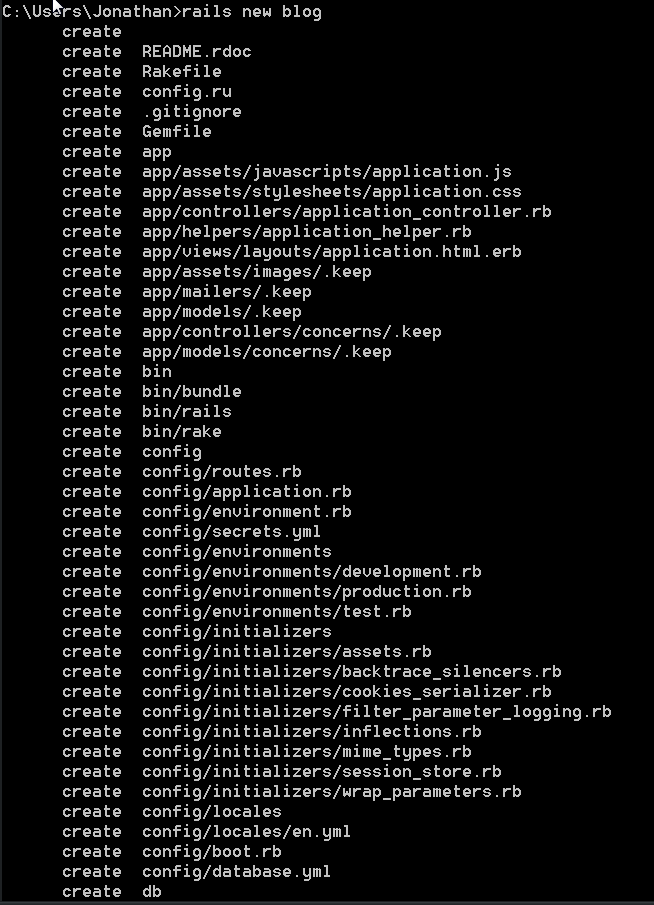 C:\Users\Jonathan>rails new blog
create
create README.rdoc
create Rakefile
create config.ru
create .gitignore
create Gemfile
create app
create app/assets/javascripts/application.js
create app/assets/stylesheets/application.css
create app/controllers/application_controller.rb
create app/helpers/application_helper.rb
create app/views/layouts/application.html.erb
create app/assets/images/.keep
create app/mailers/.keep
create app/models/.keep
create app/controllers/concerns/.keep
create app/models/concerns/.keep
create bin
create bin/bundle
create bin/rails
create bin/rake
create config
create config/routes.rb
create config/application.rb
create config/environment.rb
create config/secrets.yml
create config/environments
create config/environments/development.rb
create config/environments/production.rb
create config/environments/test.rb
create config/initializers
create config/initializers/assets.rb
create config/initializers/backtrace_silencers.rb
create config/initializers/cookies_serializer.rb
create config/initializers/filter_parameter_logging.rb
create config/initializers/inflections.rb
create config/initializers/mime_types.rb
create config/initializers/session_store.rb
create config/initializers/wrap_parameters.rb
create config/locales
create config/locales/en.yml
create config/boot.rb
create config/database.yml
create db